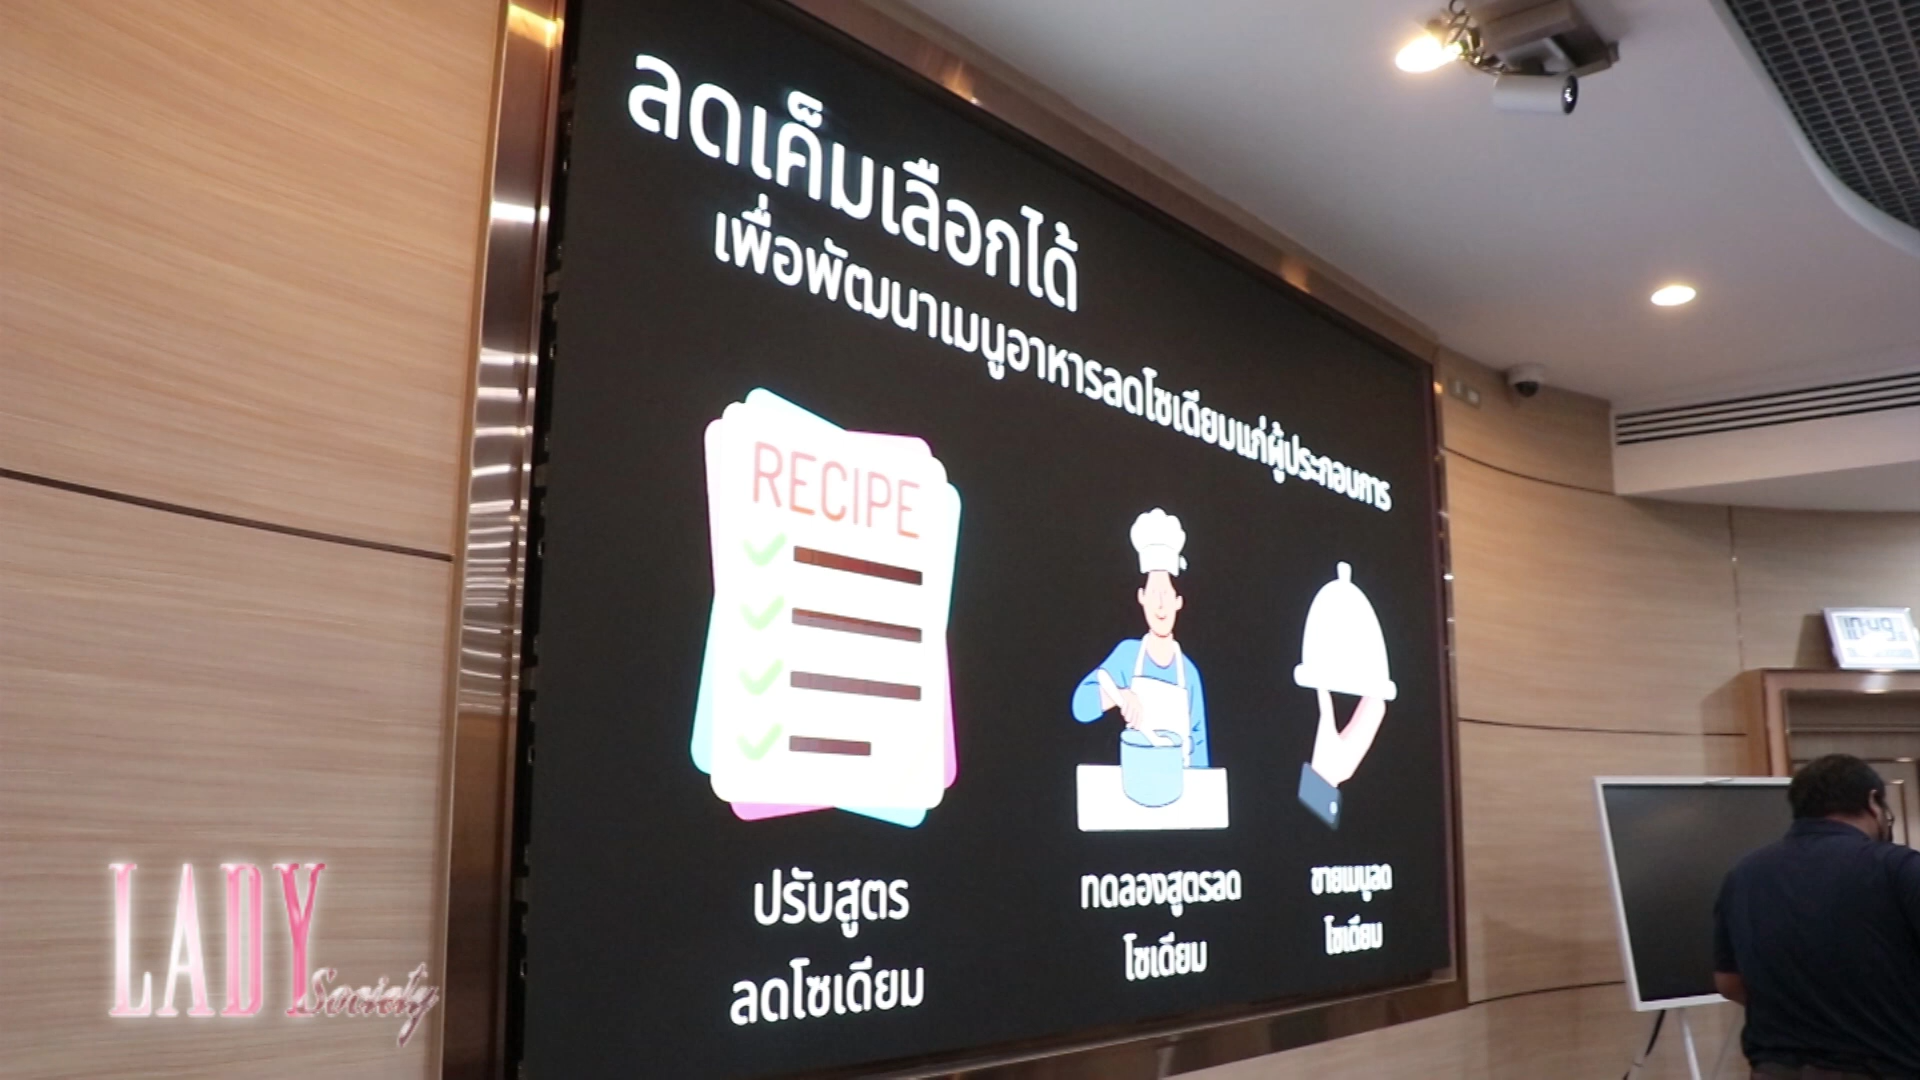 ลดเค็มเลือกได้
เพื่อพัฒนาเมนูอาหารลดโซเดียมแก่ผู้ประกอบการ
RECIPE
ปรับสูตร
ลดโซเดียม
ทดลองสูตรลด
โซเดียม
ขายเมนูลด
โซเดียม
10:49
LADY Society